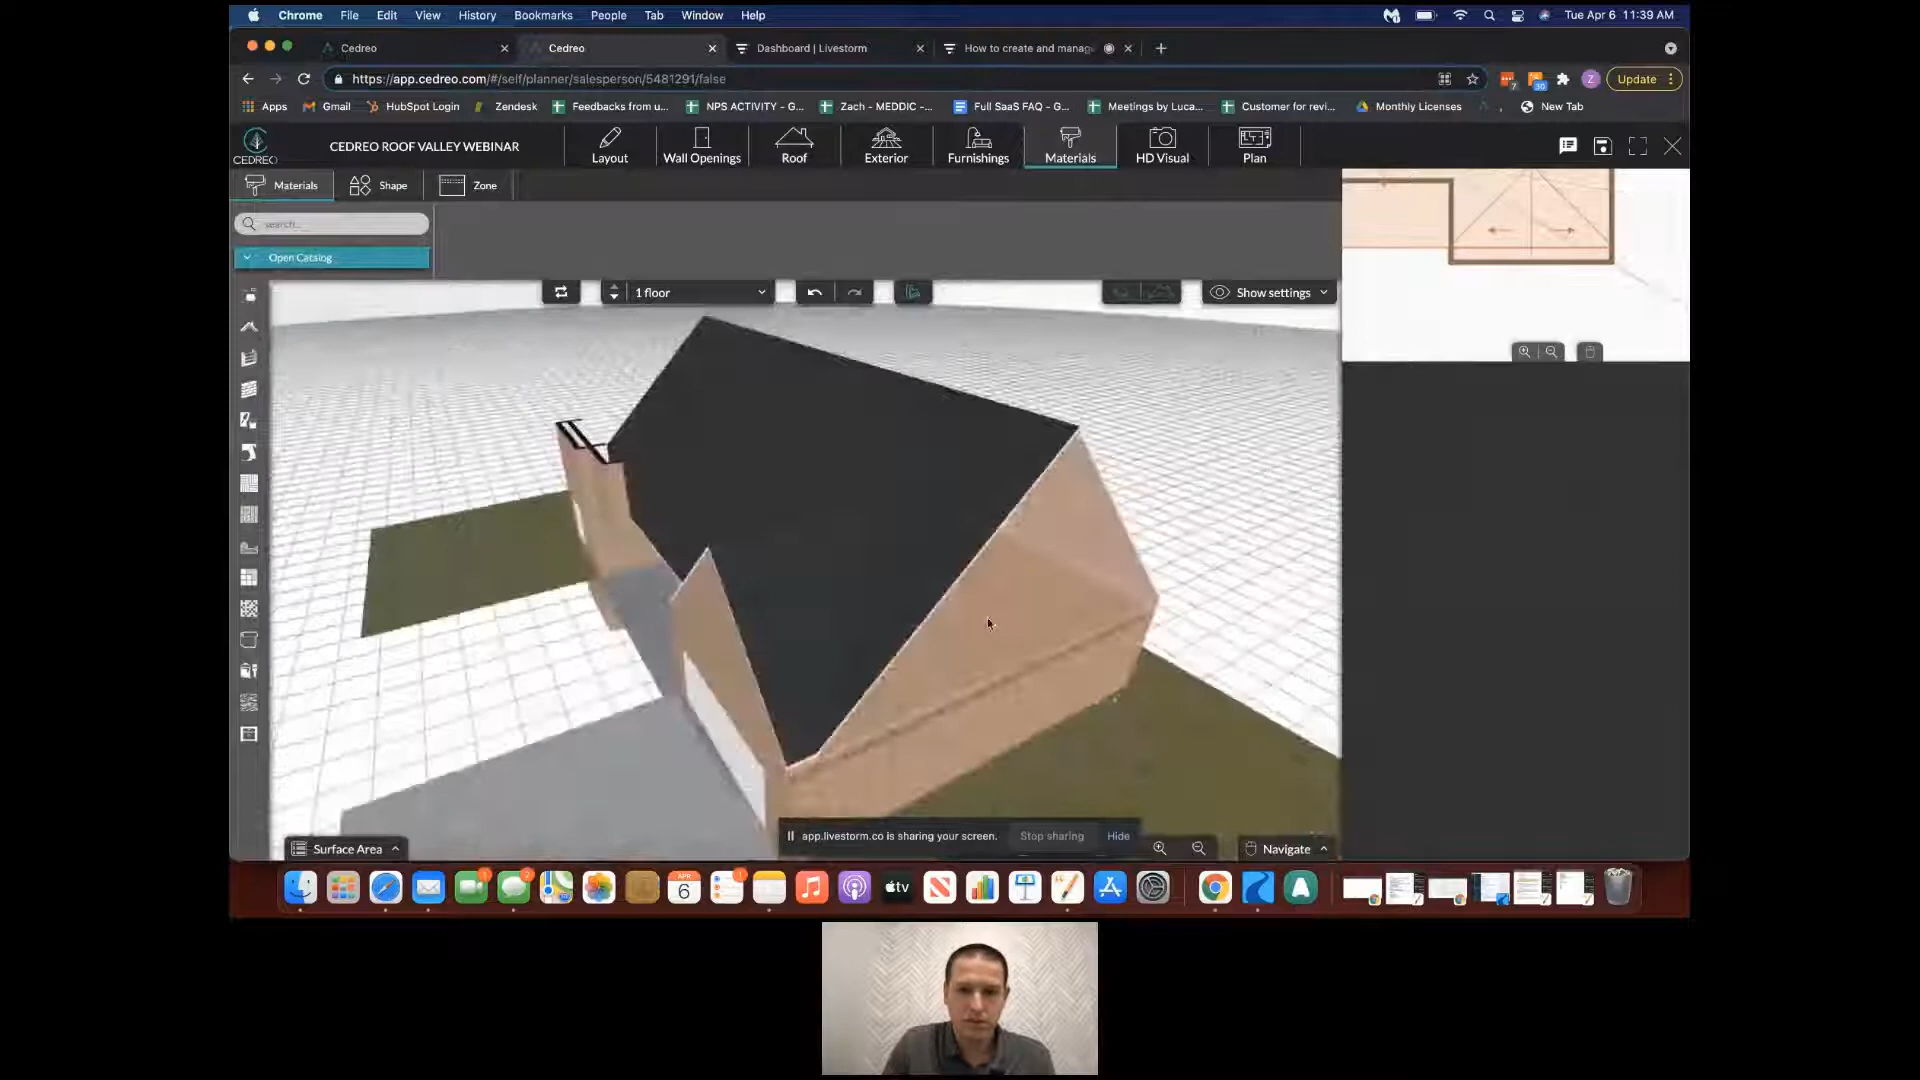 Chrome File Edit View History Bookmarks People Tab Window Help Tue Apr 6 11:39 AM
Cedreo Cedreo Dashboard | Livestorm How to create and manag
https://app.cedreo.com/#/self/planner/salesperson/5481291/false Update
Apps Gmail HubSpot Login Zendesk Feedbacks from u... NPS ACTIVITY - G... Zach - MEDDIC -... Full SaaS FAQ - G... Meetings by Luca... Customer for revi... Monthly Licenses New Tab
CEDREO CEDREO ROOF VALLEY WEBINAR Layout Wall Openings Roof Exterior Furnishings Materials HD Visual Plan
Materials Shape Zone
search...
Open Catalog
1 floor Show settings
app.livestorm.co is sharing your screen. Stop sharing Hide
Surface Area Navigate
APR
6
tv